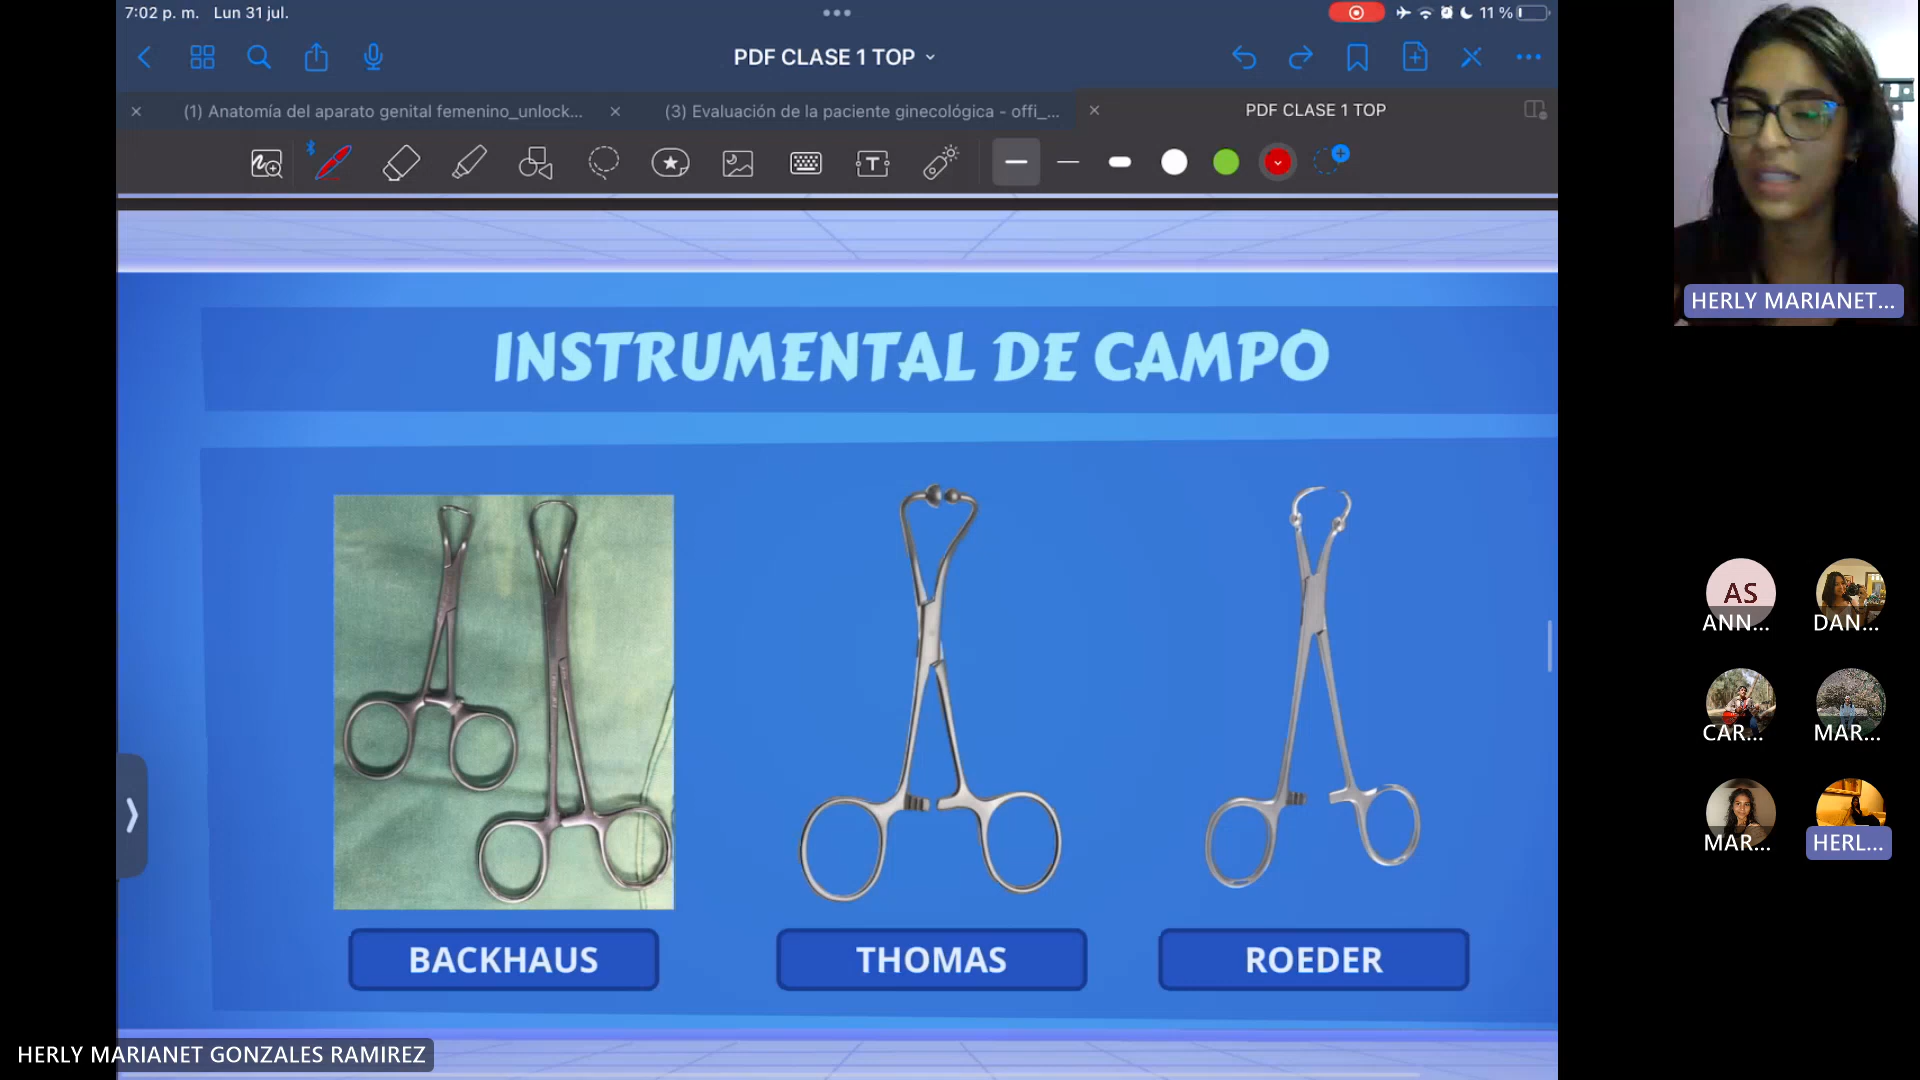 7:02 p. m. Lun 31 jul.
11 %
PDF CLASE 1 TOP
(1) Anatomía del aparato genital femenino_unlock...
(3) Evaluación de la paciente ginecológica - offi_...
PDF CLASE 1 TOP
T
INSTRUMENTAL DE CAMPO
BACKHAUS
THOMAS
ROEDER
HERLY MARIANET GONZALES RAMIREZ
HERLY MARIANET...
AS
ANN...
DAN...
CAR...
MAR...
MAR...
HERL...